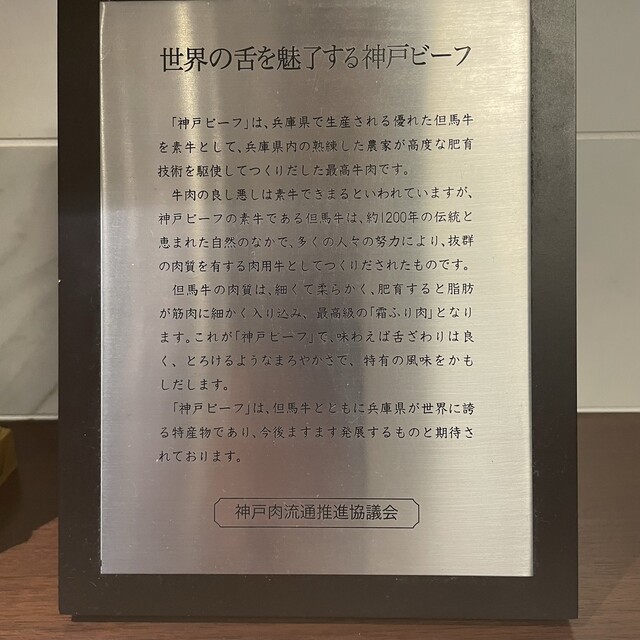 世界の舌を魅了する神戸ビーフ
「神戸ビーフ」は、兵庫県で生産される優れた但馬牛
を素牛として、兵庫県内の熟練した農家が高度な肥育
技術を駆使してつくりだした最高牛肉です。
牛肉の良し悪しは素牛できまるといわれていますが、
神戸ビーフの素牛である但馬牛は、約1200年の伝統と
恵まれた自然のなかで、多くの人々の努力により、抜群
の肉質を有する肉用牛としてつくりだされたものです。
但馬牛の肉質は、細くて柔らかく、肥育すると脂肪
が筋肉に細かく入り込み、最高級の「霜ふり肉」となり
ます。これが「神戸ビーフ」で、味わえば舌ざわりは良
く、とろけるようなまろやかさで、特有の風味をかも
しだします。
「神戸ビーフ」は、但馬牛とともに兵庫県が世界に誇
る特産物であり、今後ますます発展するものと期待さ
れております。
神戸肉流通推進協議会